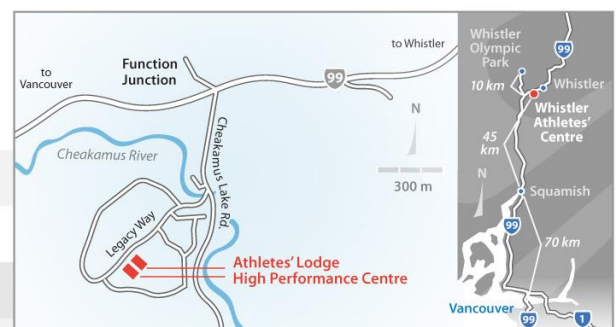 to Whistler
Function
Junction
99
to
Vancouver
N
Cheakamus River
Cheakamus Lake Rd.
300 m
Legacy Way
Athletes' Lodge
High Performance Centre
99
Whistler
Olympic
Park
10 km
Whistler
Whistler
Athletes'
Centre
45
km
N
Squamish
99
70 km
Vancouver
99
1